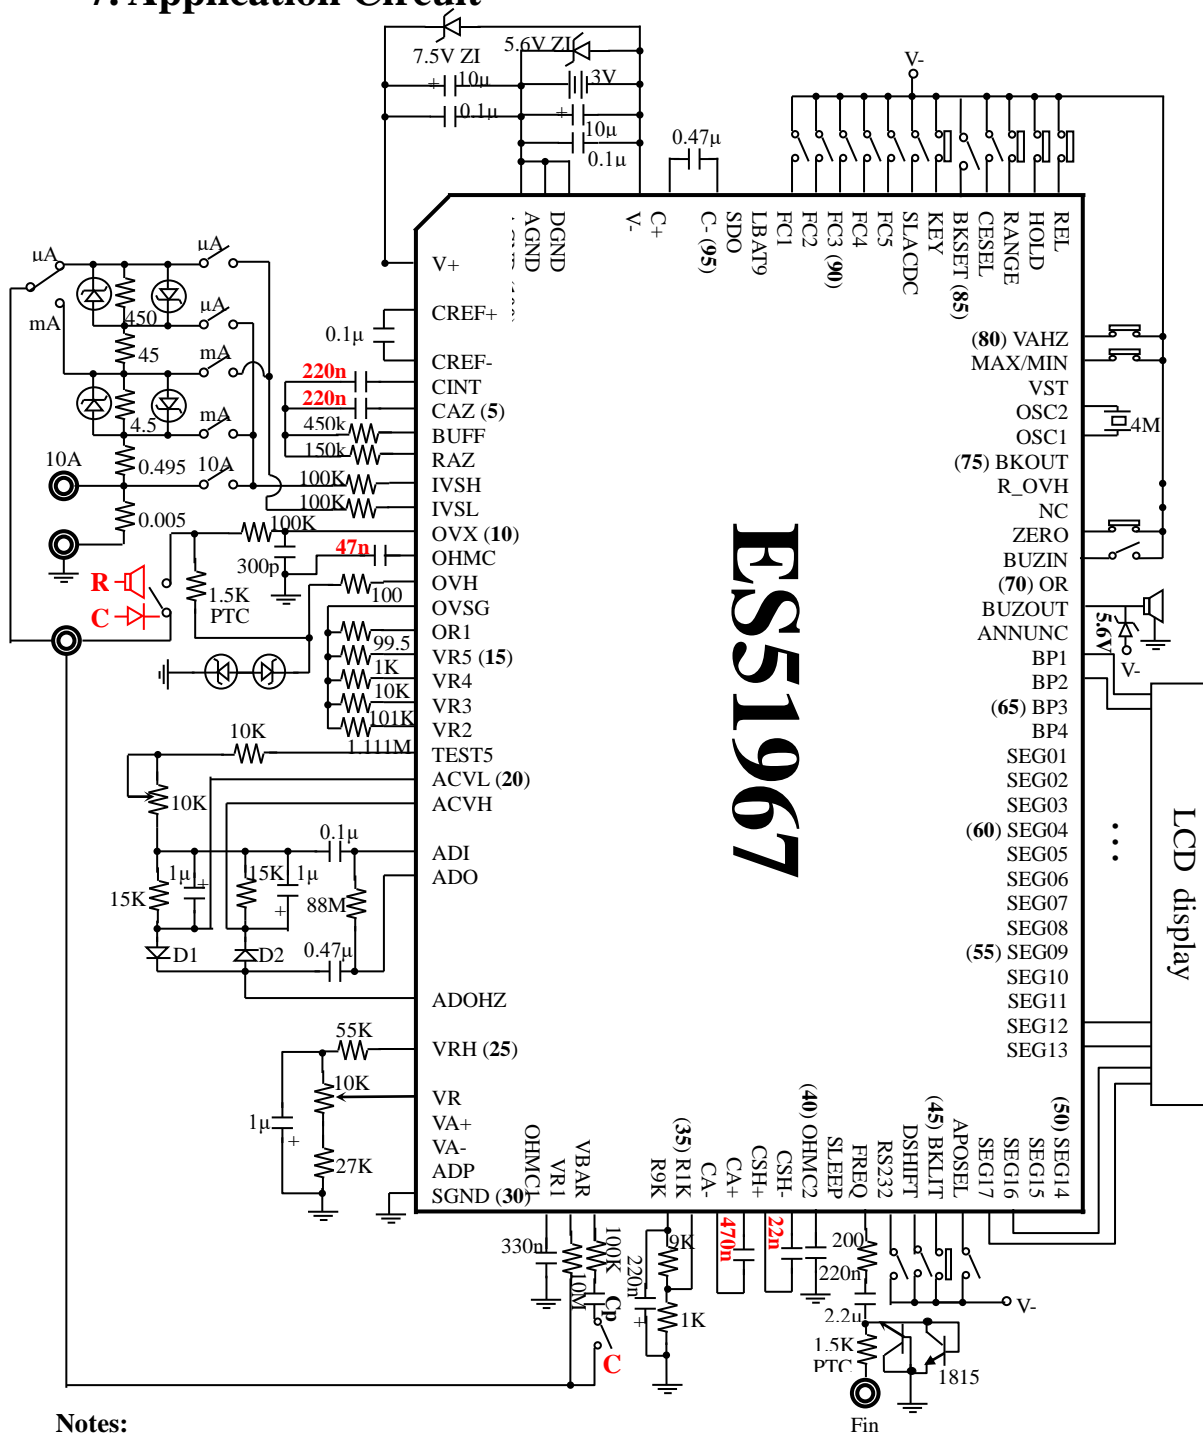 7. Application Circuit
7.5V ZI
5.6V ZI
+ 10μ
3V
0.1μ
+
10μ
0.1μ
0.47μ
V-
AGND
DGND
V-
C+
C- (95)
SDO
LBAT9
FC1
FC2
FC3 (90)
FC4
FC5
SLACDC
KEY
BKSET (85)
CESEL
RANGE
HOLD
REL
V+
CREF+
0.1μ
CREF-
220n
CINT
220n
CAZ (5)
450k
BUFF
150k
RAZ
100K
IVSH
100K
IVSL
100K
OVX (10)
47n
OHMC
300p
OVH
100
OVSG
OR1
99.5
VR5 (15)
1K
VR4
10K
VR3
101K
VR2
1.111M
TEST5
ACVL (20)
ACVH
ADI
ADO
ADOHZ
VRH (25)
VR
VA+
VA-
ADP
SGND (30)
μA
μA
mA
450
μA
45
mA
4.5
mA
10A
0.495
10A
0.005
R
C
1.5K
PTC
10K
10K
0.1μ
1μ
+
15K
1μ
+
15K
88M
D1
D2
0.47μ
55K
10K
1μ
+
27K
ES5967
(80) VAHZ
MAX/MIN
VST
OSC2
OSC1
4M
(75) BKOUT
R_OVH
NC
ZERO
BUZIN
(70) OR
BUZOUT
ANNUNC
5.6V
V-
BP1
BP2
(65) BP3
BP4
SEG01
SEG02
SEG03
(60) SEG04
SEG05
SEG06
SEG07
SEG08
(55) SEG09
SEG10
SEG11
SEG12
SEG13
LCD display
OHMC1
VR1
VBAR
(35) R1K
R9K
CA-
CA+
CSH+
CSH-
(40) OHMC2
SLEEP
FREQ
RS232
DSHIFT
(45) BKLIT
APOSEL
SEG17
SEG16
SEG15
(50) SEG14
330n
10M
100K
Cp
C
220n
+
9K
1K
470n
22n
200
220n
2.2u
1.5K
PTC
1815
V-
Fin
Notes: